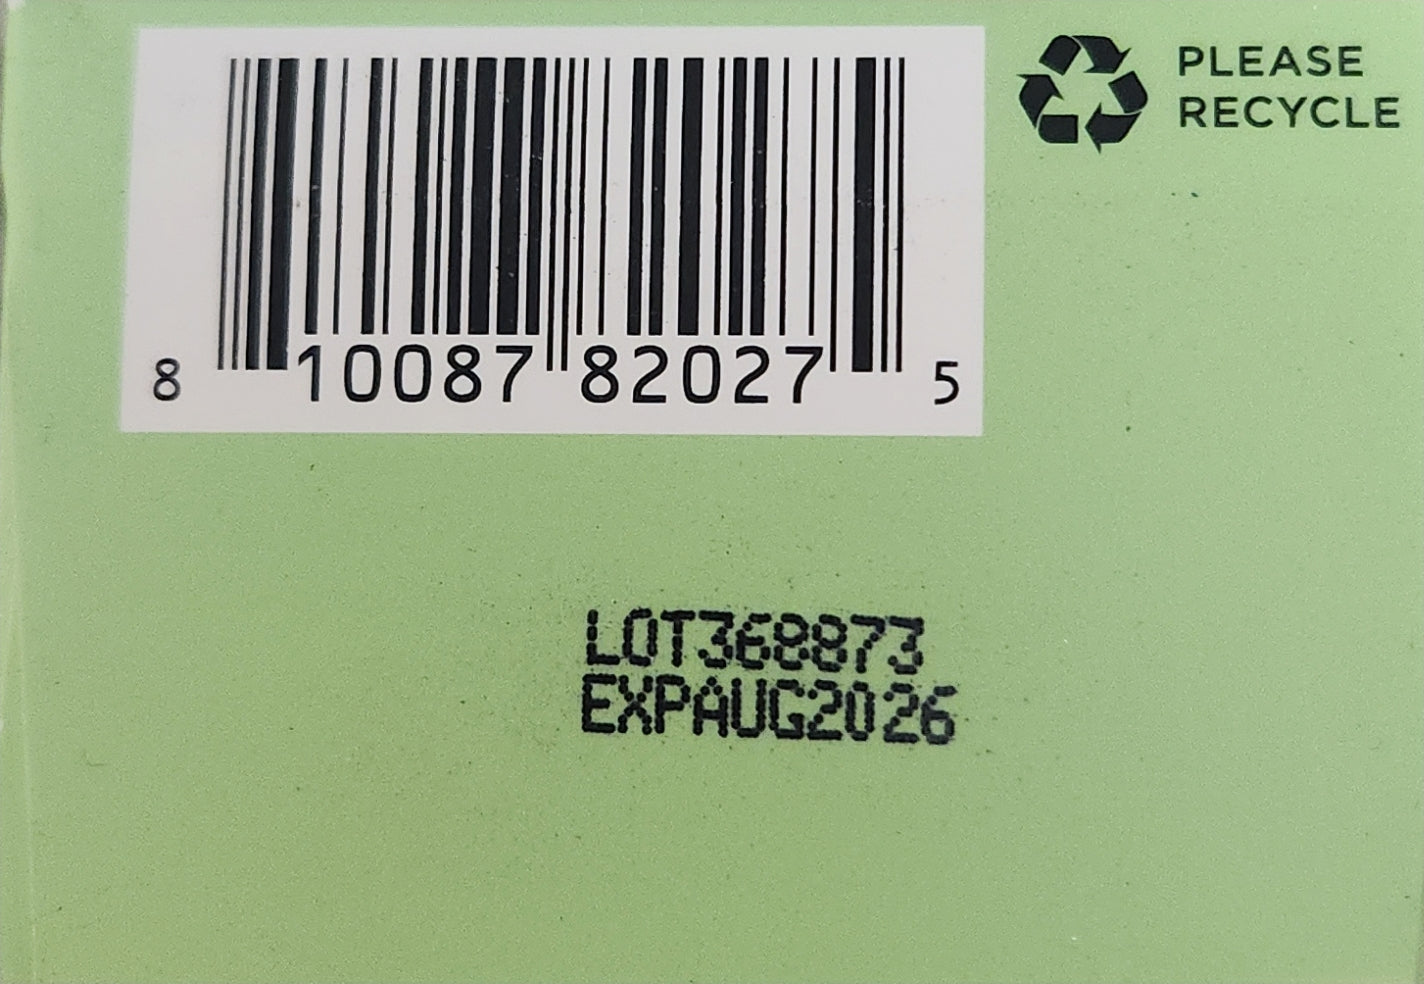 PLEASE
RECYCLE
8 10087 82027 5
LOT368873
EXPAUG2026